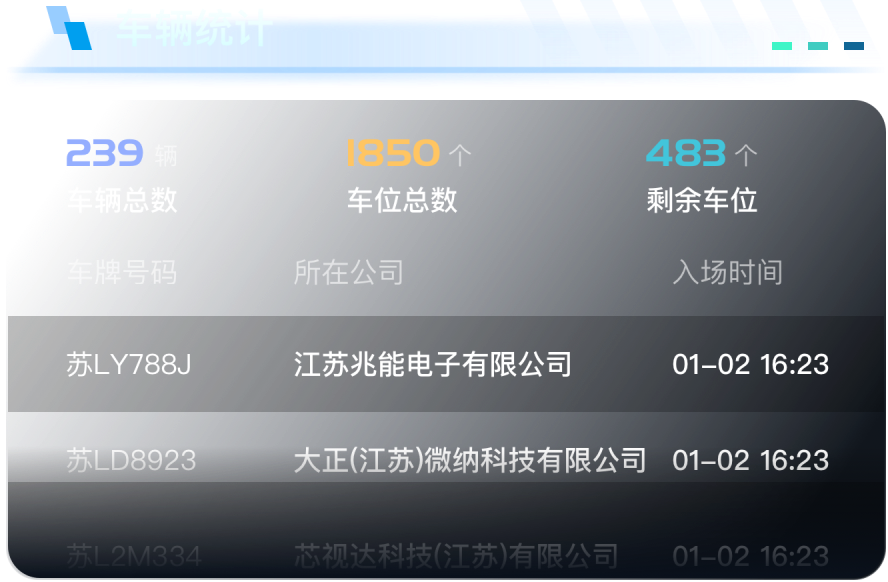 车辆统计
239 辆 1850 个 483 个
车辆总数 车位总数 剩余车位
车牌号码 所在公司 入场时间
苏LY788J 江苏兆能电子有限公司 01-02 16:23
苏LD8923 大正(江苏)微纳科技有限公司 01-02 16:23
苏L2M334 芯视达科技(江苏)有限公司 01-02 16:23